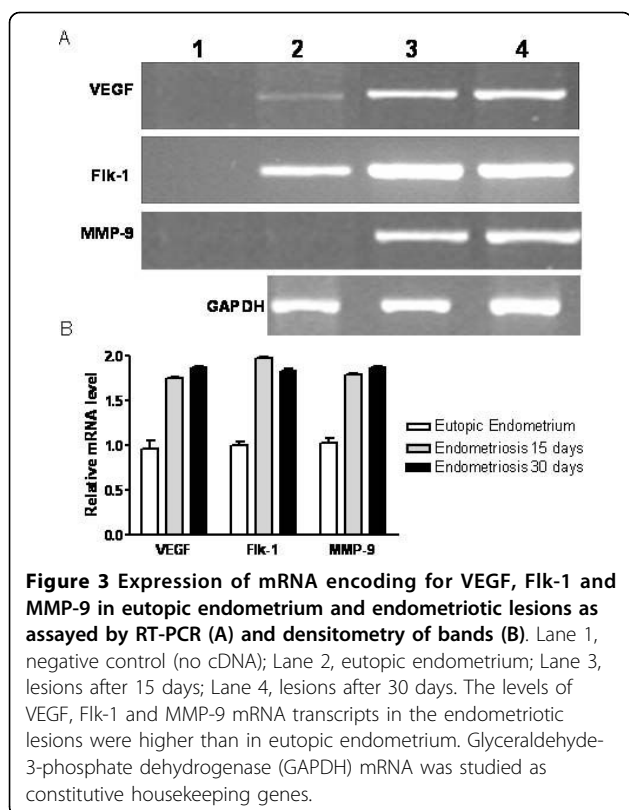 A
1 2 3 4
VEGF
Flk-1
MMP-9
GAPDH
B
Relative mRNA level
2.0
1.5
1.0
0.5
0.0
VEGF Flk-1 MMP-9
Eutopic Endometrium
Endometriosis 15 days
Endometriosis 30 days
Figure 3 Expression of mRNA encoding for VEGF, Flk-1 and
MMP-9 in eutopic endometrium and endometriotic lesions as
assayed by RT-PCR (A) and densitometry of bands (B). Lane 1,
negative control (no cDNA); Lane 2, eutopic endometrium; Lane 3,
lesions after 15 days; Lane 4, lesions after 30 days. The levels of
VEGF, Flk-1 and MMP-9 mRNA transcripts in the endometriotic
lesions were higher than in eutopic endometrium. Glyceraldehyde-
3-phosphate dehydrogenase (GAPDH) mRNA was studied as
constitutive housekeeping genes.